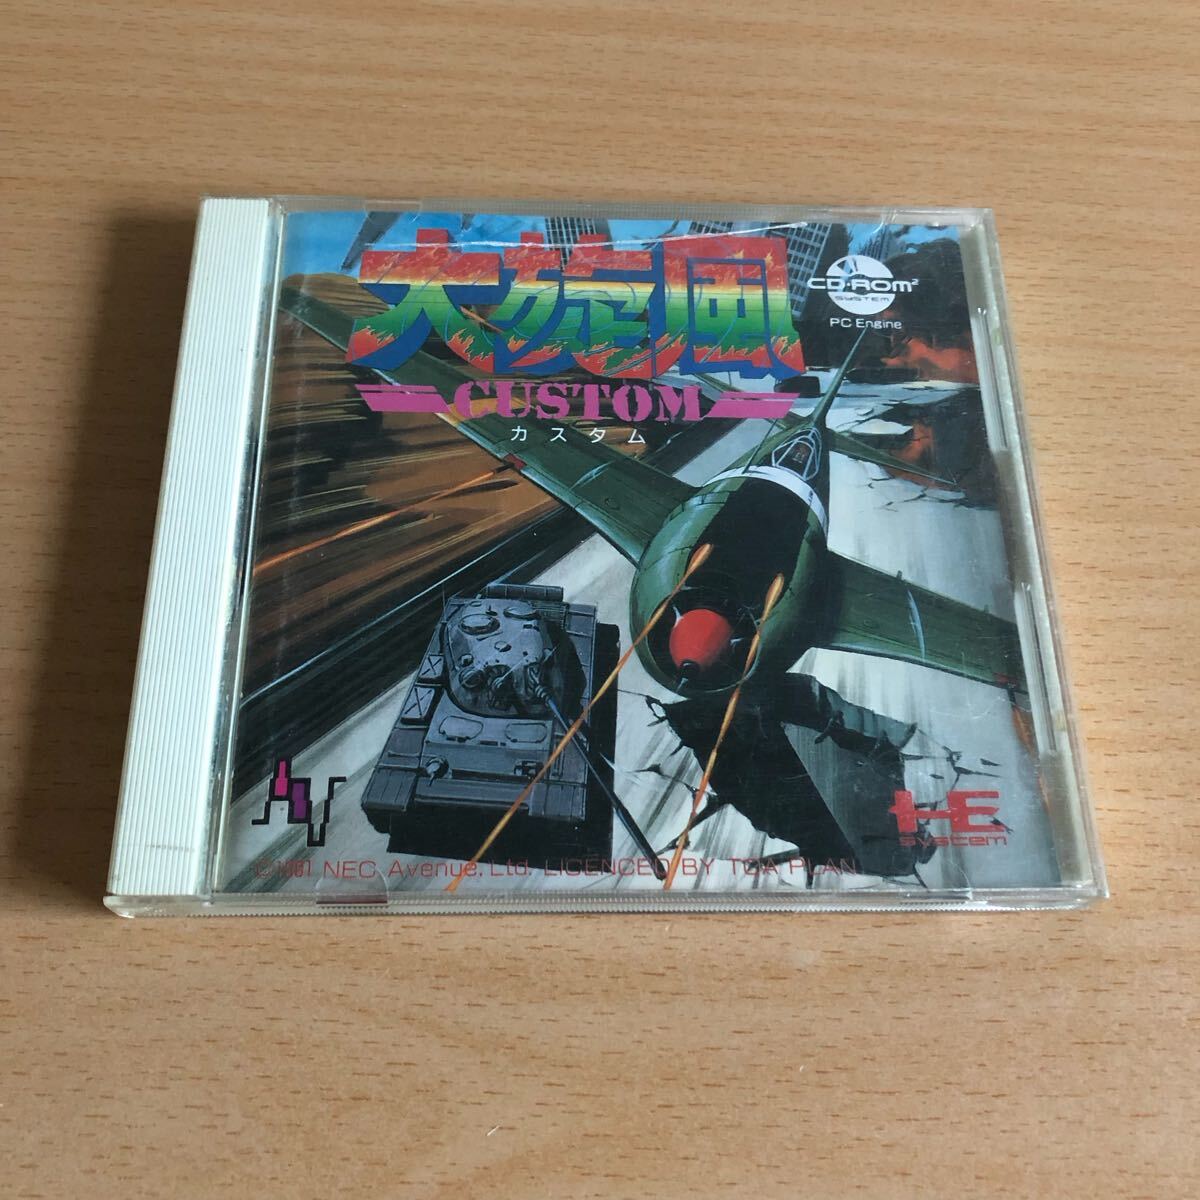 大旋風
CUSTOM
カスタム
CD-ROM²
SYSTEM
PC Engine
HE
system
©1991 NEC Avenue, Ltd. LICENCED BY TOA PLAN